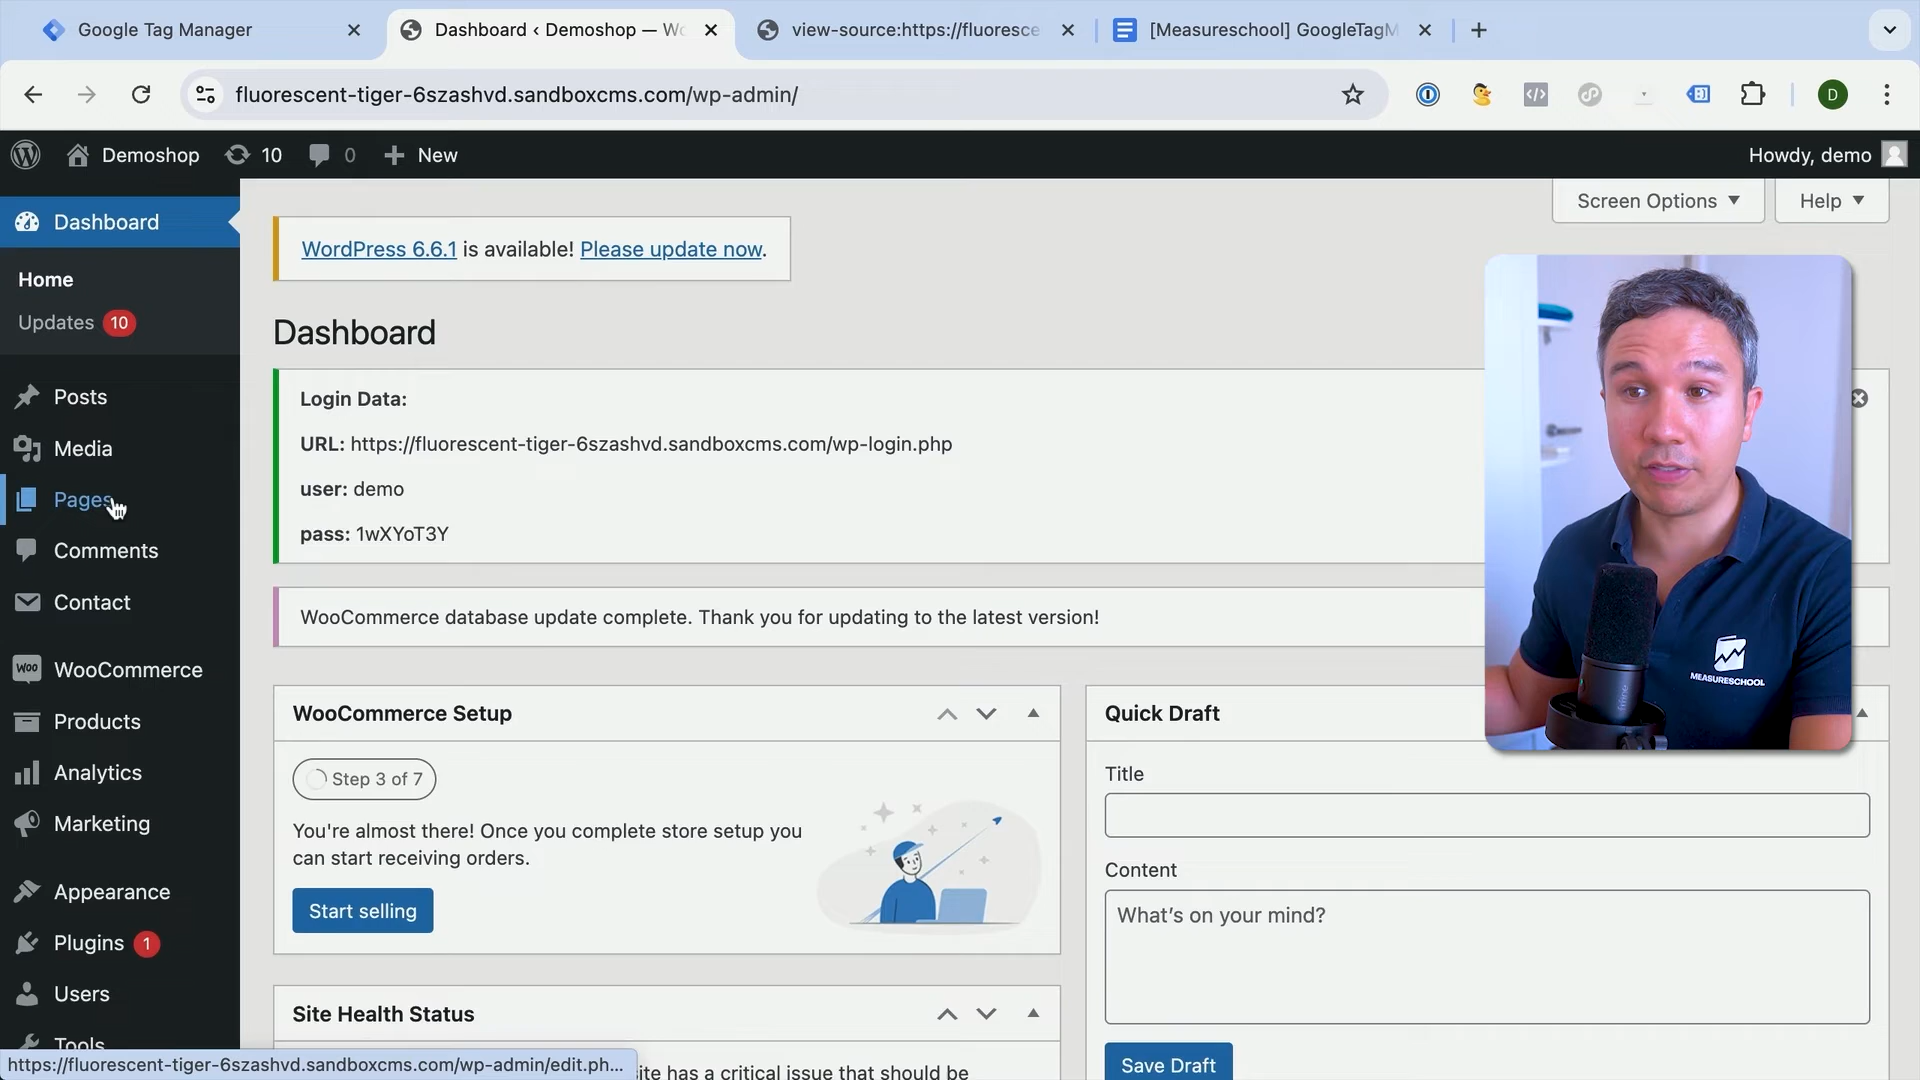 Google Tag Manager
Dashboard ‹ Demoshop — Wo
view-source:https://fluoresce
[Measureschool] GoogleTagM
fluorescent-tiger-6szashvd.sandboxcms.com/wp-admin/
D
Demoshop
10
0
New
Howdy, demo
Dashboard
Home
Updates 10
Posts
Media
Pages
Comments
Contact
WOO WooCommerce
Products
Analytics
Marketing
Appearance
Plugins 1
Users
Tools
Screen Options
Help
WordPress 6.6.1 is available! Please update now.
Dashboard
Login Data:
URL: https://fluorescent-tiger-6szashvd.sandboxcms.com/wp-login.php
user: demo
pass: 1wXYoT3Y
WooCommerce database update complete. Thank you for updating to the latest version!
WooCommerce Setup
Step 3 of 7
You're almost there! Once you complete store setup you
can start receiving orders.
Start selling
Site Health Status
ite has a critical issue that should be
Quick Draft
Title
Content
What's on your mind?
Save Draft
MEASURESCHOOL
https://fluorescent-tiger-6szashvd.sandboxcms.com/wp-admin/edit.ph...